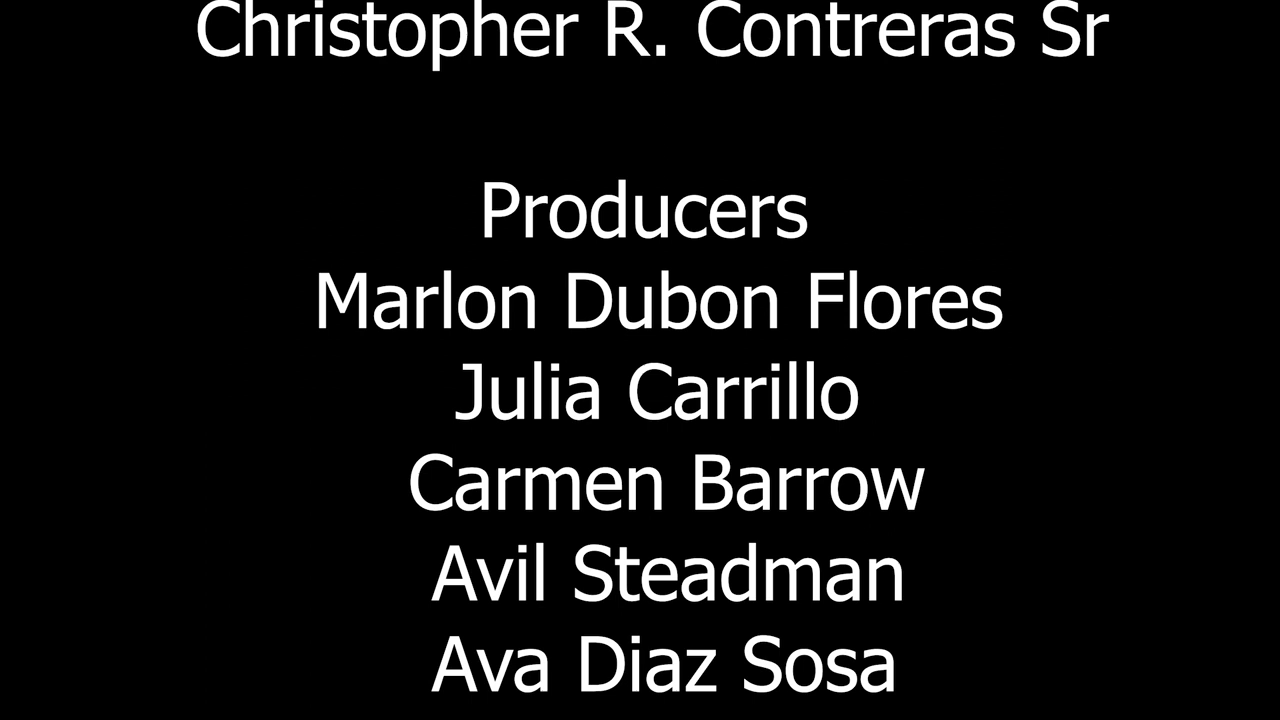 Christopher R. Contreras Sr
Producers
Marlon Dubon Flores
Julia Carrillo
Carmen Barrow
Avil Steadman
Ava Diaz Sosa